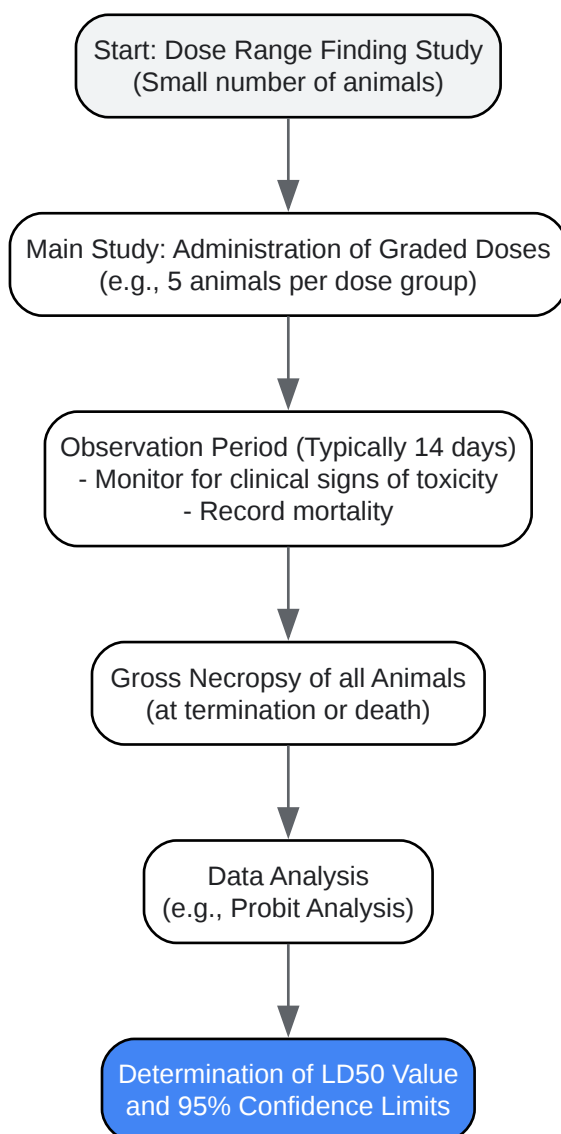 Start: Dose Range Finding Study
(Small number of animals)
Main Study: Administration of Graded Doses
(e.g., 5 animals per dose group)
Observation Period (Typically 14 days)
- Monitor for clinical signs of toxicity
- Record mortality
Gross Necropsy of all Animals
(at termination or death)
Data Analysis
(e.g., Probit Analysis)
Determination of LD50 Value
and 95% Confidence Limits